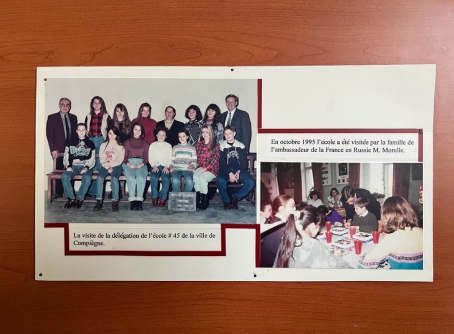 La visite de la délégation de l'école # 45 de la ville de
Compiègne.
En octobre 1995 l'école a été visitée par la famille de
l'ambassadeur de la France en Russie M. Morelle.